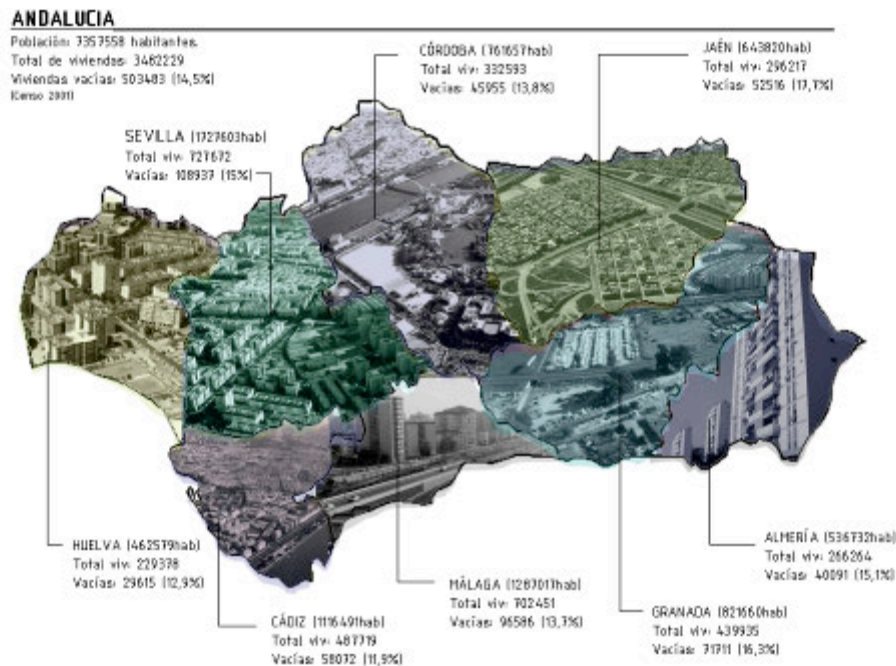 ANDALUCIA
Población: 7357558 habitantes.
Total de viviendas: 3482229
Viviendas vacías: 503483 (14,5%)
(Censo 2001)
CÓRDOBA (761657hab)
Total viv: 332593
Vacías: 45955 (13,8%)
JAÉN (643820hab)
Total viv: 296217
Vacías: 52516 (17,7%)
SEVILLA (1727603hab)
Total viv: 727672
Vacías: 108937 (15%)
HUELVA (462579hab)
Total viv: 229378
Vacías: 29615 (12,9%)
CÁDIZ (1116491hab)
Total viv: 487719
Vacías: 58072 (11,9%)
MÁLAGA (1287017hab)
Total viv: 702451
Vacías: 96586 (13,7%)
GRANADA (821660hab)
Total viv: 439935
Vacías: 71711 (16,3%)
ALMERÍA (536732hab)
Total viv: 266264
Vacías: 40091 (15,1%)